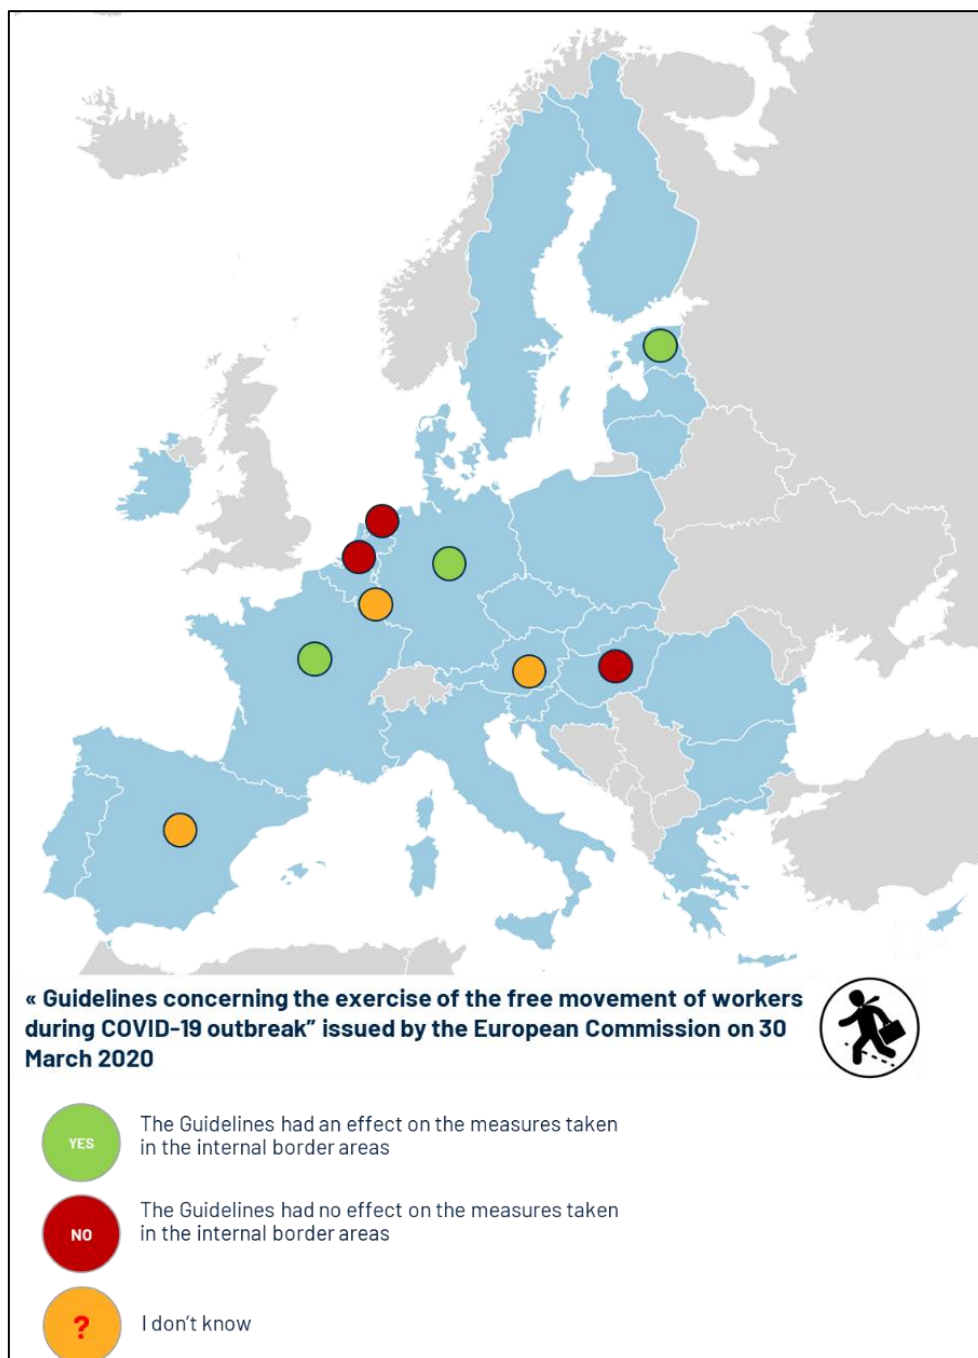 « Guidelines concerning the exercise of the free movement of workers
during COVID-19 outbreak” issued by the European Commission on 30
March 2020
YES
The Guidelines had an effect on the measures taken
in the internal border areas
NO
The Guidelines had no effect on the measures taken
in the internal border areas
?
I don’t know